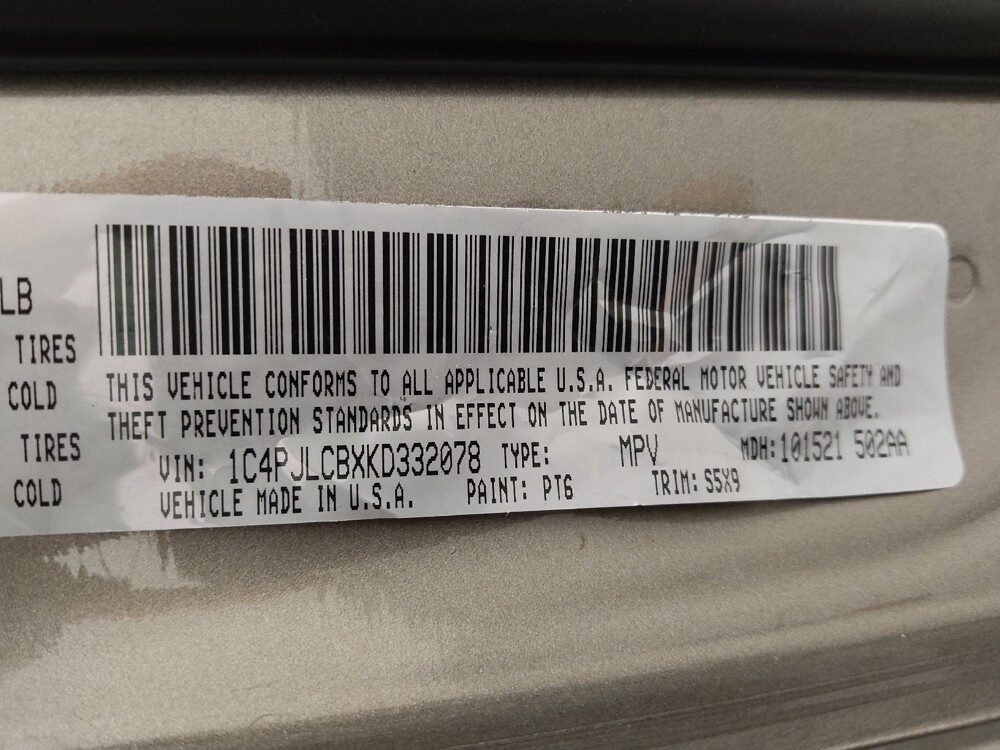 LB
TIRES
COLD
TIRES
COLD
THIS VEHICLE CONFORMS TO ALL APPLICABLE U.S.A. FEDERAL MOTOR VEHICLE SAFETY AND
THEFT PREVENTION STANDARDS IN EFFECT ON THE DATE OF MANUFACTURE SHOWN ABOVE.
VIN: 1C4PJLCBXKD332078 TYPE: MPV MDH:101521 502AA
VEHICLE MADE IN U.S.A. PAINT: PT6 TRIM: S5X9